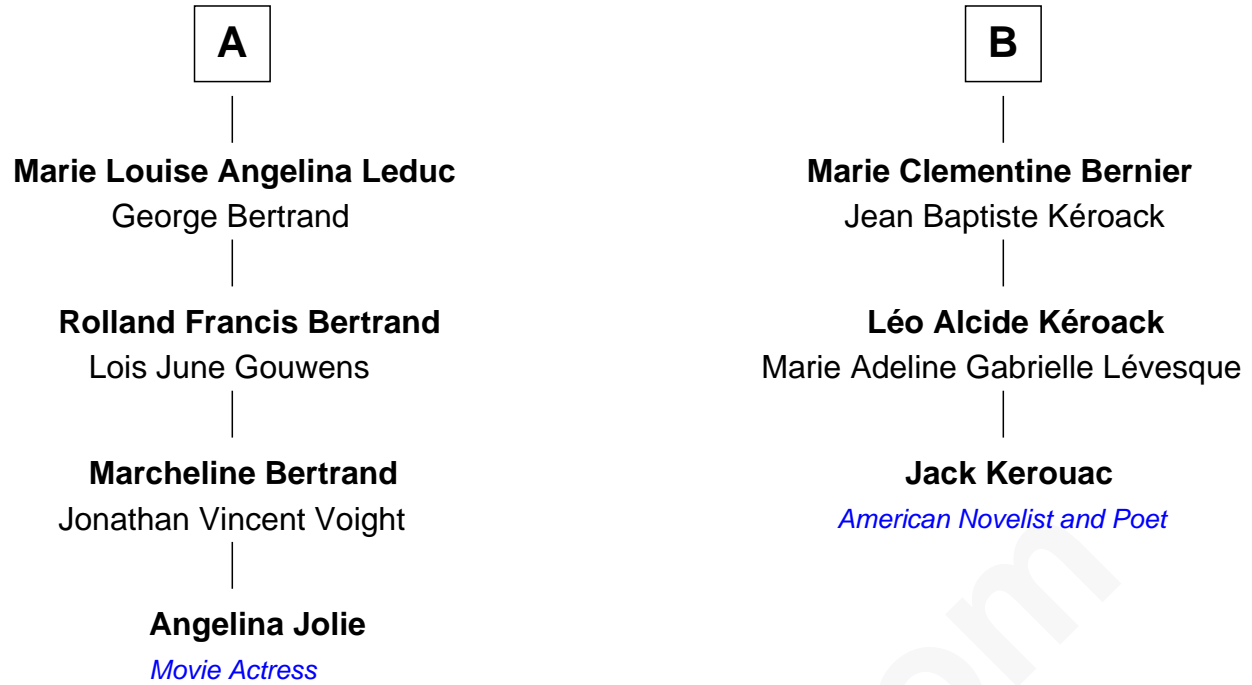 A
Marie Louise Angelina Leduc
George Bertrand
Rolland Francis Bertrand
Lois June Gouwens
Marcheline Bertrand
Jonathan Vincent Voight
Angelina Jolie
Movie Actress
B
Marie Clementine Bernier
Jean Baptiste Kéroack
Léo Alcide Kéroack
Marie Adeline Gabrielle Lévesque
Jack Kerouac
American Novelist and Poet
om